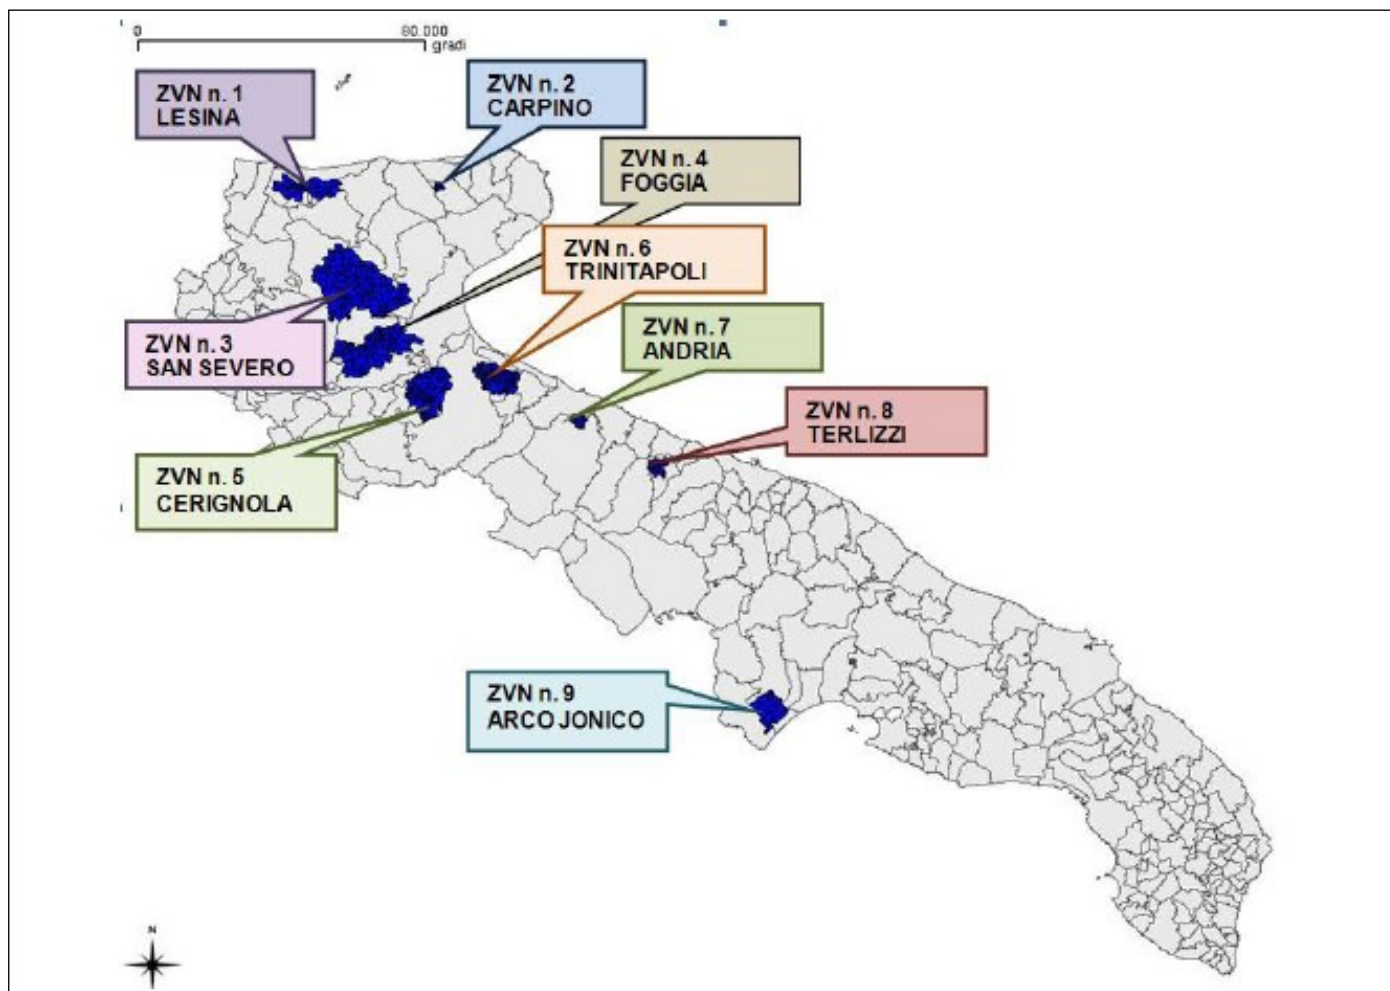 0 80.000
gradi
ZVN n. 1
LESINA
ZVN n. 2
CARPINO
ZVN n. 4
FOGGIA
ZVN n. 6
TRINITAPOLI
ZVN n. 3
SAN SEVERO
ZVN n. 7
ANDRIA
ZVN n. 8
TERLIZZI
ZVN n. 5
CERIGNOLA
ZVN n. 9
ARCO JONICO
N